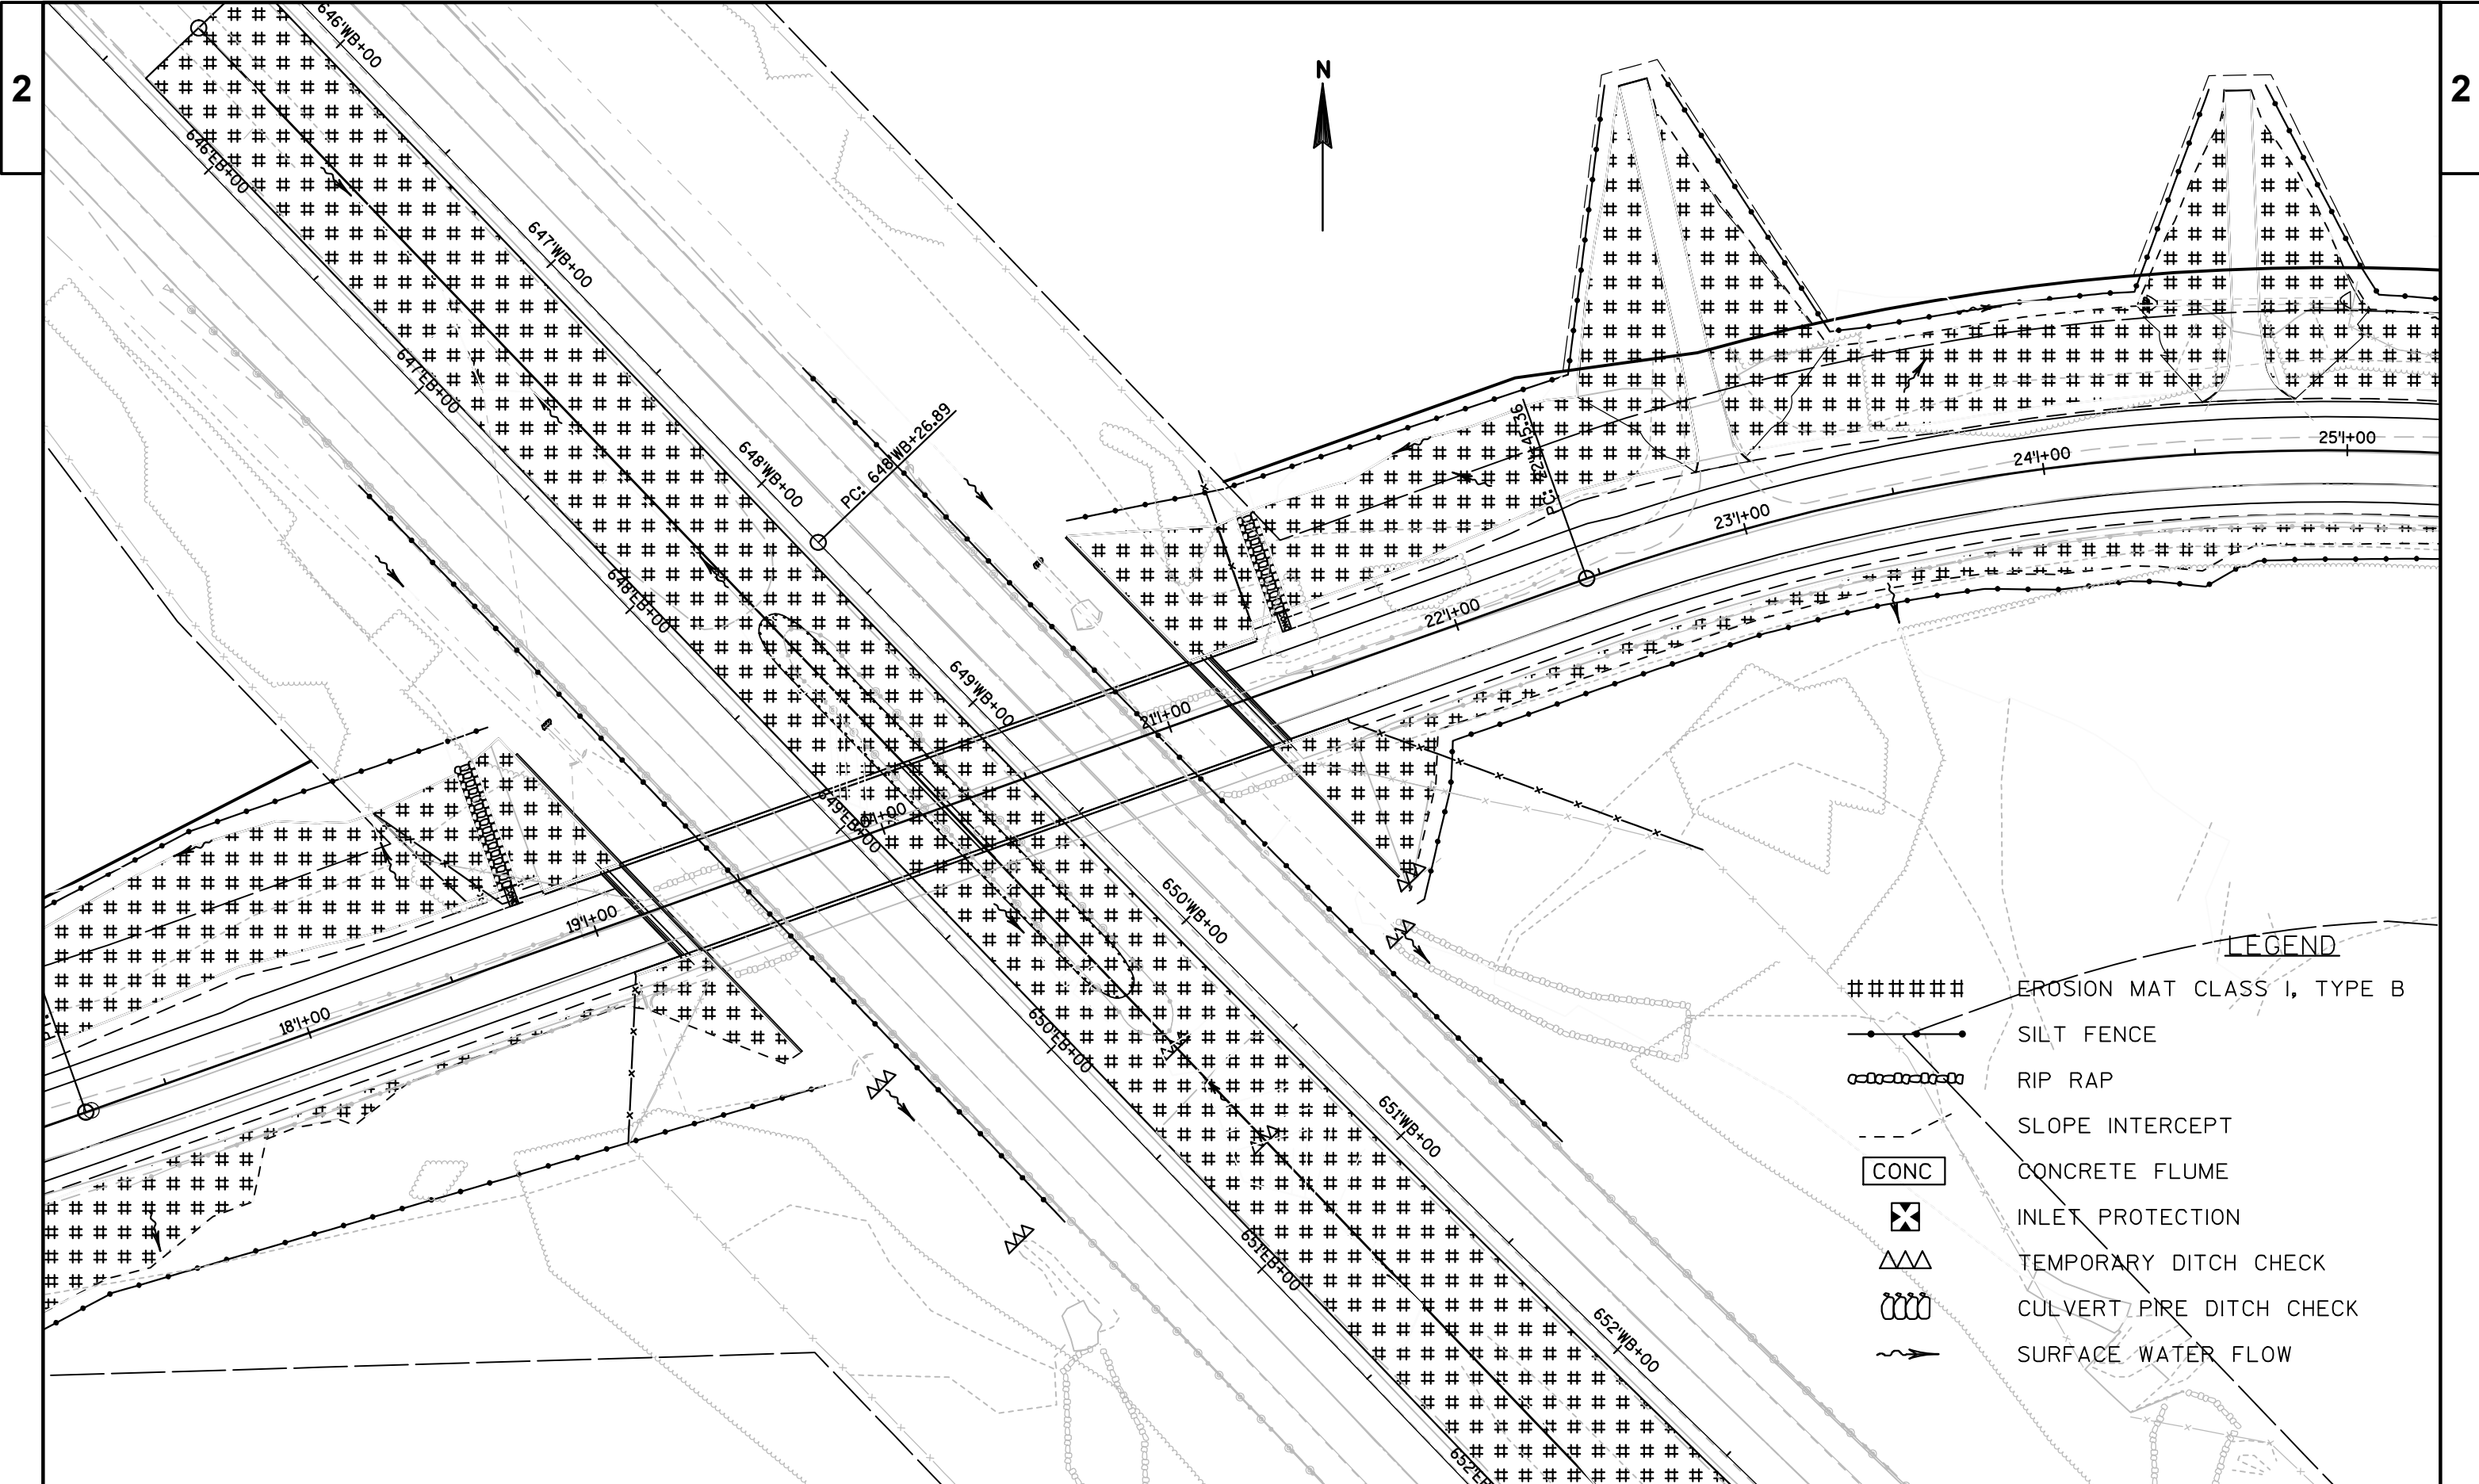 2
2
N
646'WB+00
646'EB+00
647'WB+00
647'EB+00
648'WB+00
PC: 648'WB+26.89
648'EB+00
649'WB+00
649'EB+00
650'WB+00
650'EB+00
651'WB+00
651'EB+00
652'WB+00
18'I+00
19'I+00
21'I+00
22'I+00
23'I+00
24'I+00
25'I+00
LEGEND
EROSION MAT CLASS I, TYPE B
SILT FENCE
RIP RAP
SLOPE INTERCEPT
CONC CONCRETE FLUME
INLET PROTECTION
TEMPORARY DITCH CHECK
CULVERT PIPE DITCH CHECK
SURFACE WATER FLOW